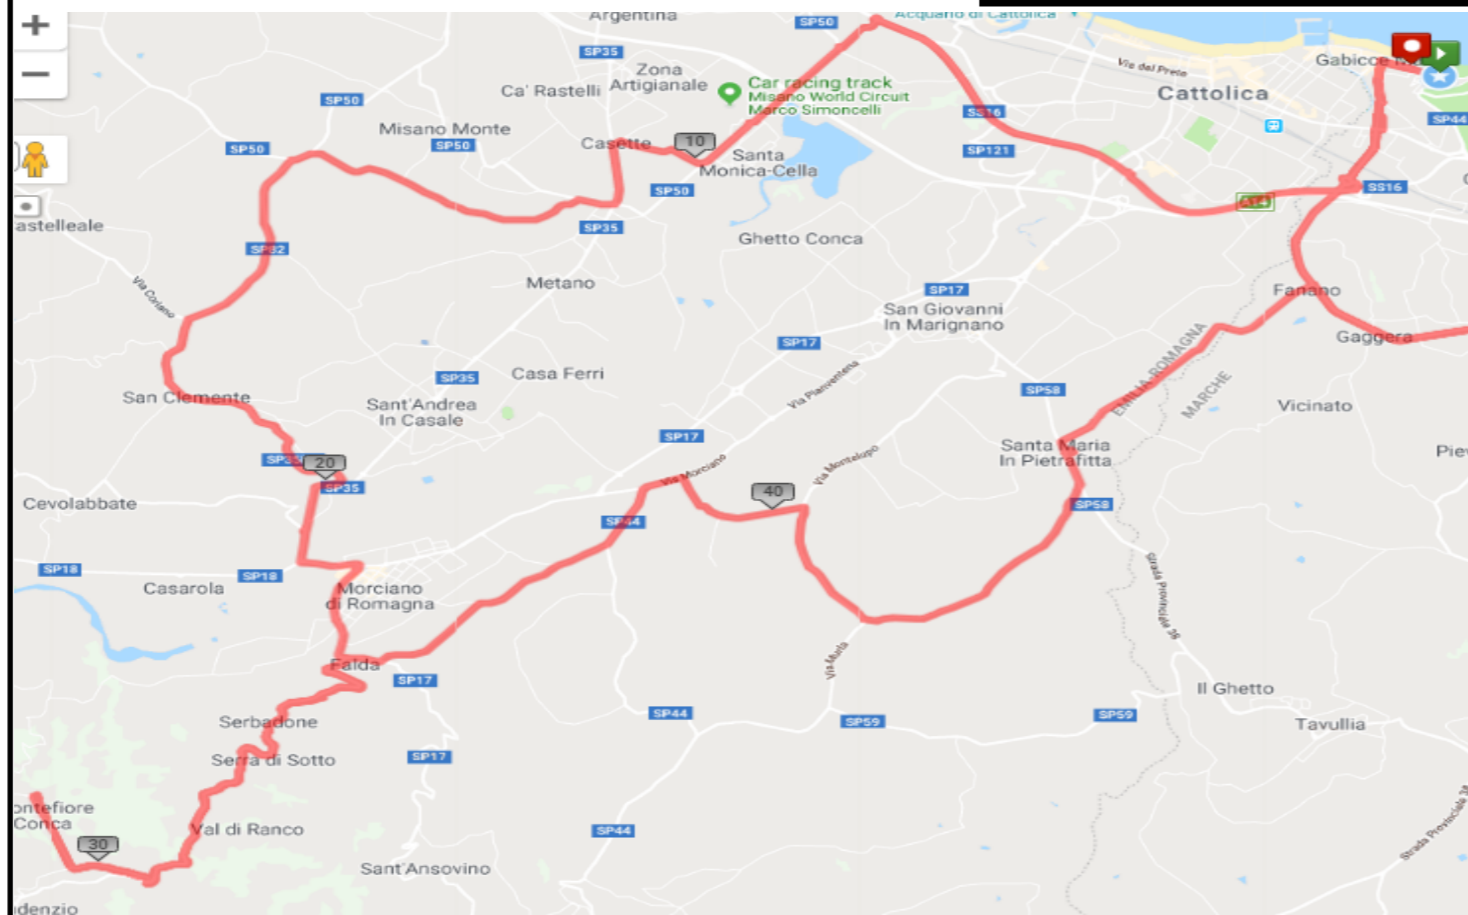 Argentina
SP50
Acquario di Cattolica
SP35
Zona
Artigianale
Ca' Rastelli
Car racing track
Misano World Circuit
Marco Simoncelli
Via del Prete
Gabicce
Cattolica
SP50
Misano Monte
SP50
SP50
Casette
10
SS16
SP121
SP44
Santa
Monica-Cella
SP50
SS16
astelleale
SP35
Ghetto Conca
SP32
Metano
Via Coriano
SP17
San Giovanni
In Marignano
Fanano
Gaggera
SP17
EMILIA-ROMAGNA
MARCHE
Casa Ferri
SP35
Via Pianventena
SP58
San Clemente
Sant'Andrea
In Casale
Vicinato
SP17
Santa Maria
In Pietrafitta
Pie
SP35
20
SP35
Via Morciano
Via Montelupo
40
Cevolabbate
SP58
SP44
SP18
SP18
Casarola
Morciano
di Romagna
Strada Provinciale 38
Falda
SP17
Via Murla
Il Ghetto
SP44
SP59
SP59
Tavullia
Serbadone
Serra di Sotto
SP17
ontefiore
Conca
Val di Ranco
30
SP44
Strada Provinciale 38
Sant'Ansovino
idenzio